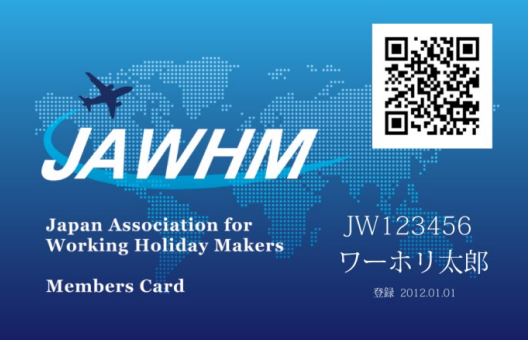 JAWHM
Japan Association for
Working Holiday Makers
Members Card
JW123456
ワーホリ太郎
登録 2012.01.01